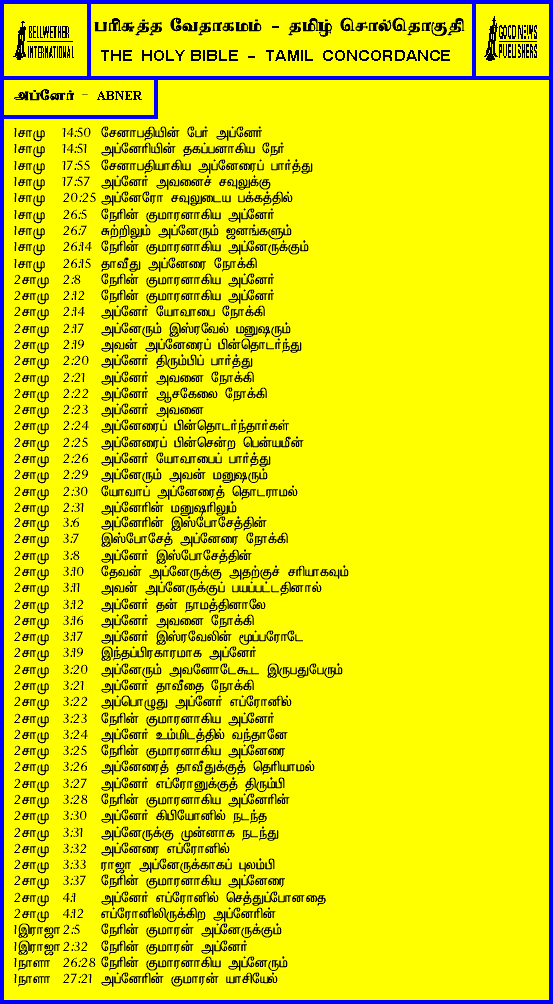 BELLWETHER
INTERNATIONAL
பரிசுத்த வேதாகமம் - தமிழ் சொல்தொகுதி
THE HOLY BIBLE - TAMIL CONCORDANCE
GOOD NEWS
PUBLISHERS
அப்னேர் - ABNER
1சாமு 14:50 சேனாபதியின் பேர் அப்னேர்
1சாமு 14:51 அப்னேரியின் தகப்பனாகிய நேர்
1சாமு 17:55 சேனாபதியாகிய அப்னேரைப் பார்த்து
1சாமு 17:57 அப்னேர் அவனைச் சவுலுக்கு
1சாமு 20:25 அப்னேரோ சவுலுடைய பக்கத்தில்
1சாமு 26:5 நேரின் குமாரனாகிய அப்னேர்
1சாமு 26:7 சுற்றிலும் அப்னேரும் ஜனங்களும்
1சாமு 26:14 நேரின் குமாரனாகிய அப்னேருக்கும்
1சாமு 26:15 தாவீது அப்னேரை நோக்கி
2சாமு 2:8 நேரின் குமாரனாகிய அப்னேர்
2சாமு 2:12 நேரின் குமாரனாகிய அப்னேர்
2சாமு 2:14 அப்னேர் யோவாபை நோக்கி
2சாமு 2:17 அப்னேரும் இஸ்ரவேல் மனுஷரும்
2சாமு 2:19 அவன் அப்னேரைப் பின்தொடர்ந்து
2சாமு 2:20 அப்னேர் திரும்பிப் பார்த்து
2சாமு 2:21 அப்னேர் அவனை நோக்கி
2சாமு 2:22 அப்னேர் ஆசகேலை நோக்கி
2சாமு 2:23 அப்னேர் அவனை
2சாமு 2:24 அப்னேரைப் பின்தொடர்ந்தார்கள்
2சாமு 2:25 அப்னேரைப் பின்சென்ற பென்யமீன்
2சாமு 2:26 அப்னேர் யோவாபைப் பார்த்து
2சாமு 2:29 அப்னேரும் அவன் மனுஷரும்
2சாமு 2:30 யோவாப் அப்னேரைத் தொடராமல்
2சாமு 2:31 அப்னேரின் மனுஷரிலும்
2சாமு 3:6 அப்னேரின் இஸ்போசேத்தின்
2சாமு 3:7 இஸ்போசேத் அப்னேரை நோக்கி
2சாமு 3:8 அப்னேர் இஸ்போசேத்தின்
2சாமு 3:10 தேவன் அப்னேருக்கு அதற்குச் சரியாகவும்
2சாமு 3:11 அவன் அப்னேருக்குப் பயப்பட்டதினால்
2சாமு 3:12 அப்னேர் தன் நாமத்தினாலே
2சாமு 3:16 அப்னேர் அவனை நோக்கி
2சாமு 3:17 அப்னேர் இஸ்ரவேலின் மூப்பரோடே
2சாமு 3:19 இந்தப்பிரகாரமாக அப்னேர்
2சாமு 3:20 அப்னேரும் அவனோடேகூட இருபதுபேரும்
2சாமு 3:21 அப்னேர் தாவீதை நோக்கி
2சாமு 3:22 அப்பொழுது அப்னேர் எப்ரோனில்
2சாமு 3:23 நேரின் குமாரனாகிய அப்னேர்
2சாமு 3:24 அப்னேர் உம்மிடத்தில் வந்தானே
2சாமு 3:25 நேரின் குமாரனாகிய அப்னேரை
2சாமு 3:26 அப்னேரைத் தாவீதுக்குத் தெரியாமல்
2சாமு 3:27 அப்னேர் எப்ரோனுக்குத் திரும்பி
2சாமு 3:28 நேரின் குமாரனாகிய அப்னேரின்
2சாமு 3:30 அப்னேர் கிபியோனில் நடந்த
2சாமு 3:31 அப்னேருக்கு முன்னாக நடந்து
2சாமு 3:32 அப்னேரை எப்ரோனில்
2சாமு 3:33 ராஜா அப்னேருக்காகப் புலம்பி
2சாமு 3:37 நேரின் குமாரனாகிய அப்னேரை
2சாமு 4:1 அப்னேர் எப்ரோனில் செத்துப்போனதை
2சாமு 4:12 எப்ரோனிலிருக்கிற அப்னேரின்
1இராஜா 2:5 நேரின் குமாரன் அப்னேருக்கும்
1இராஜா 2:32 நேரின் குமாரன் அப்னேர்
1நாளா 26:28 நேரின் குமாரனாகிய அப்னேரும்
1நாளா 27:21 அப்னேரின் குமாரன் யாசியேல்